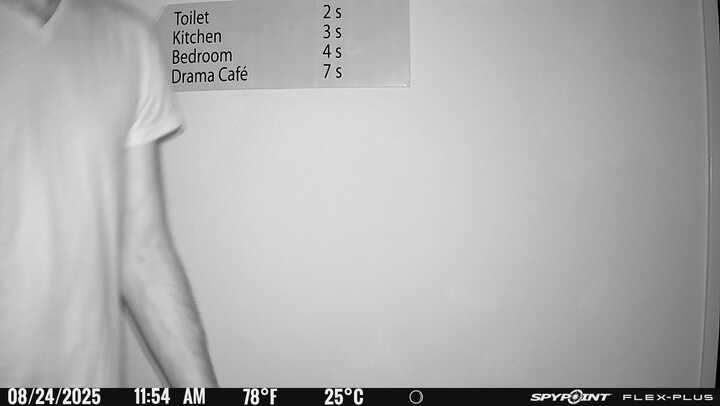 Toilet 2 s
Kitchen 3 s
Bedroom 4 s
Drama Café 7 s
08/24/2025 11:54 AM 78°F 25°C SPYPOINT FLEX-PLUS